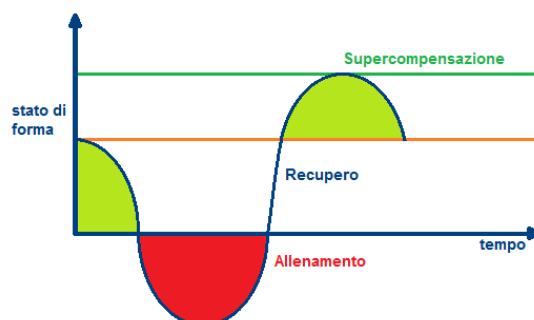 Supercompensazione
stato di
forma
Recupero
tempo
Allenamento